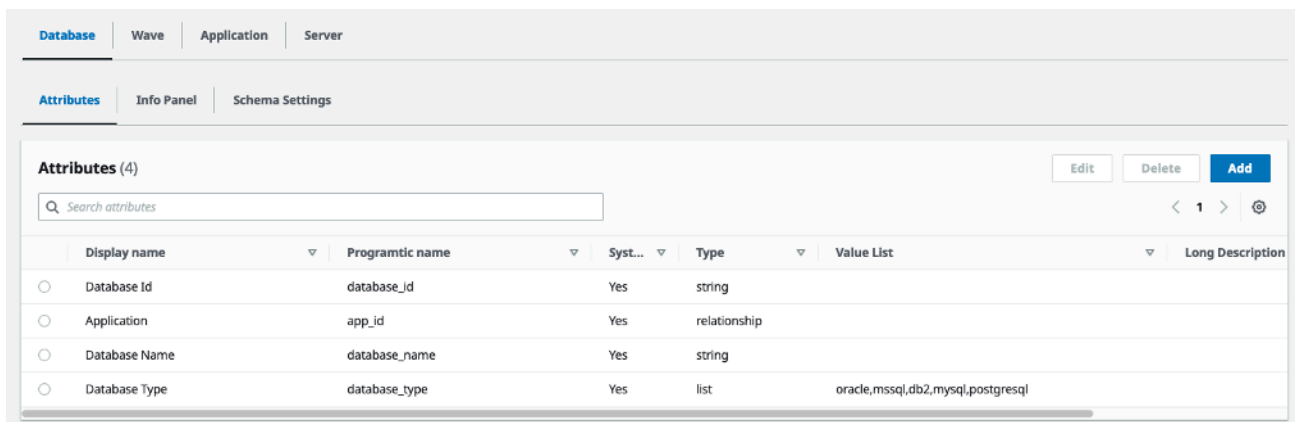 Database Wave Application Server
Attributes Info Panel Schema Settings
Attributes (4) Edit Delete Add
Search attributes < 1 >
Display name Programtic name Syst... Type Value List Long Description
Database Id database_id Yes string
Application app_id Yes relationship
Database Name database_name Yes string
Database Type database_type Yes list oracle,mssql,db2,mysql,postgresql